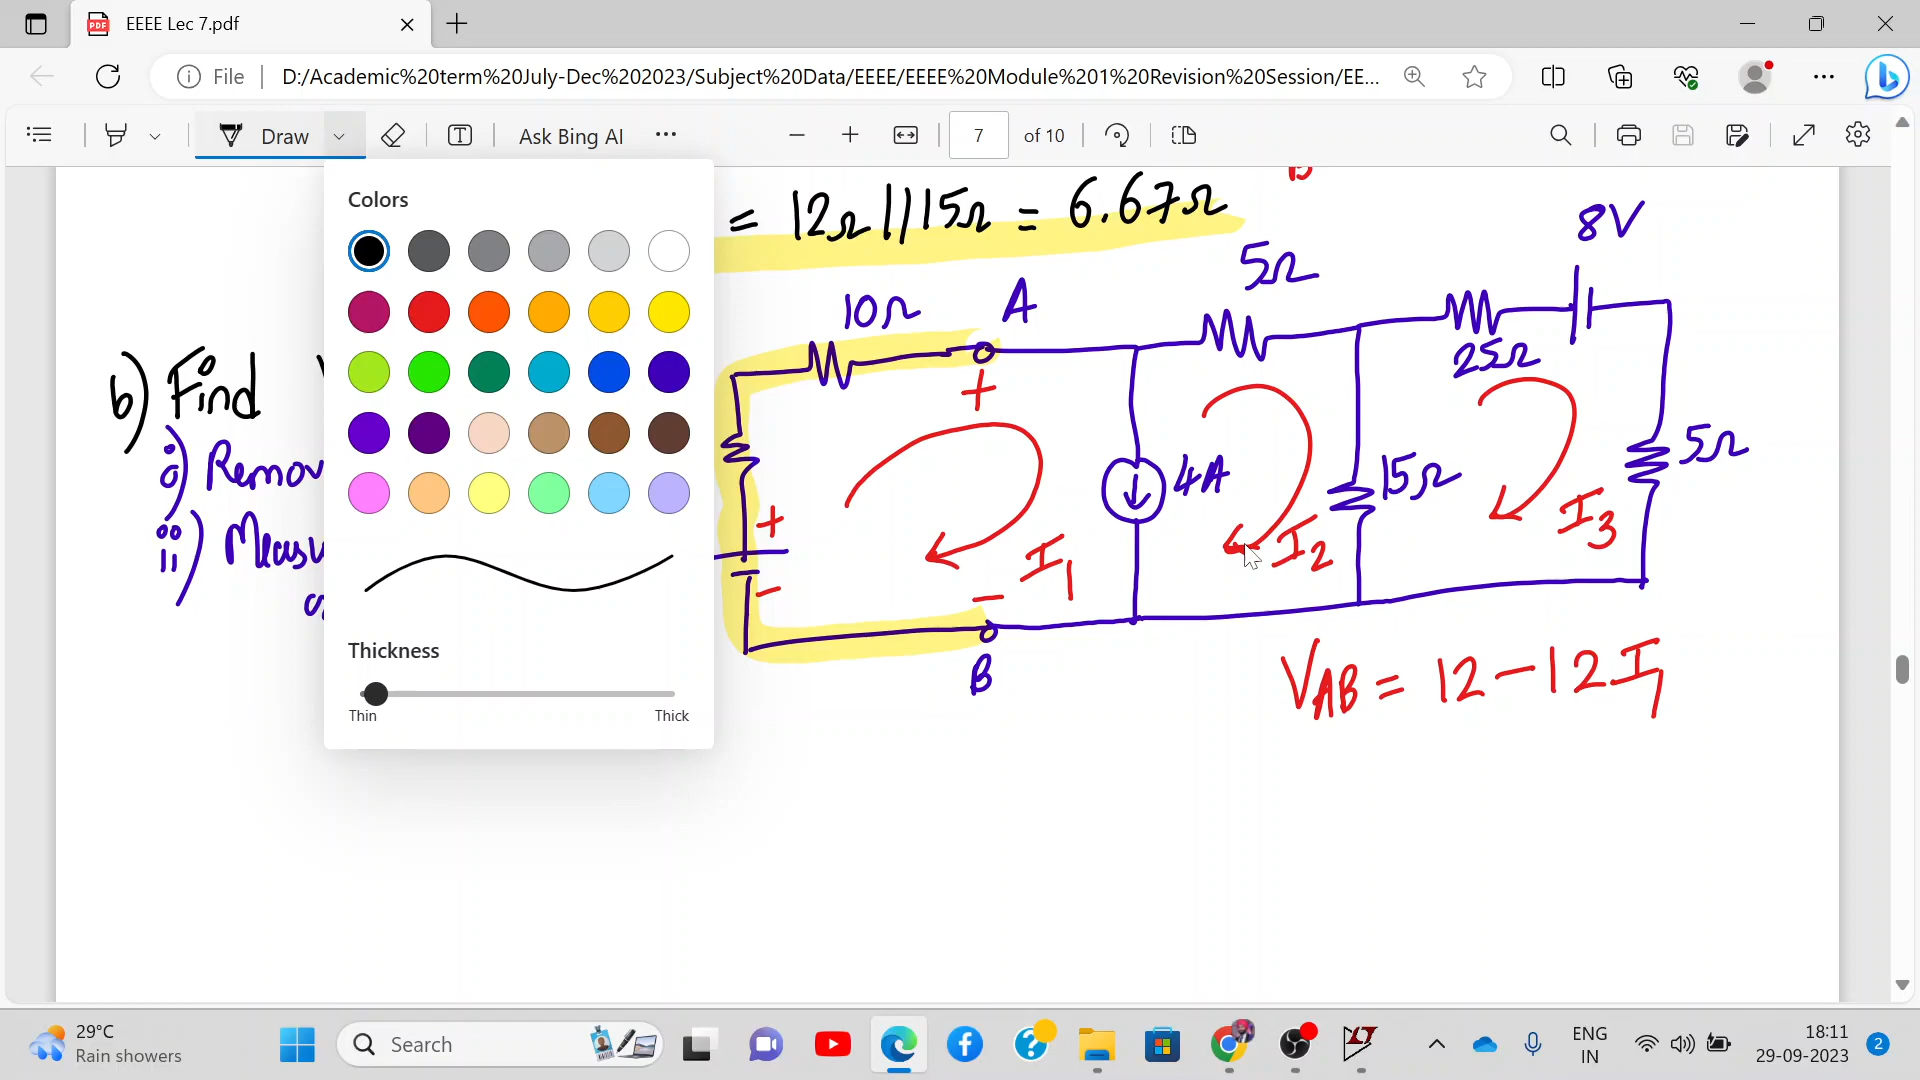 EEEE Lec 7.pdf
File
D:/Academic%20term%20July-Dec%202023/Subject%20Data/EEEE/EEEE%20Module%201%20Revision%20Session/EE...
Draw
Ask Bing AI
7 of 10
Colors
Thickness
Thin Thick
= 12Ω || 15Ω = 6.67Ω
B
8V
5Ω
10Ω A
25Ω
b) Find
+
i) Remov
4A
15Ω
5Ω
+
ii) Measu
I1
I2
I3
-
-
B
VAB = 12 - 12I1
29°C
Rain showers
Search
ENG
IN
18:11
29-09-2023
2